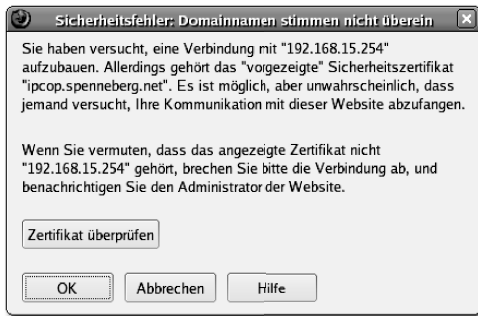 Sicherheitsfehler: Domainnamen stimmen nicht überein
Sie haben versucht, eine Verbindung mit "192.168.15.254"
aufzubauen. Allerdings gehört das "vorgezeigte" Sicherheitszertifikat
"ipcop.spenneberg.net". Es ist möglich, aber unwahrscheinlich, dass
jemand versucht, Ihre Kommunikation mit dieser Website abzufangen.
Wenn Sie vermuten, dass das angezeigte Zertifikat nicht
"192.168.15.254" gehört, brechen Sie bitte die Verbindung ab, und
benachrichtigen Sie den Administrator der Website.
Zertifikat überprüfen
OK Abbrechen Hilfe